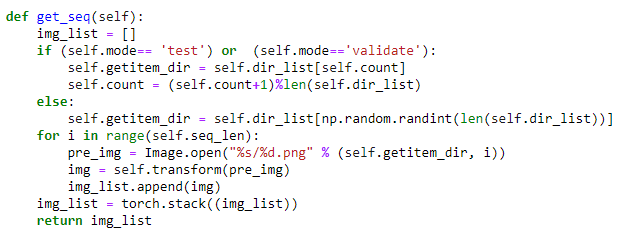 def get_seq(self):
    img_list = []
    if (self.mode== 'test') or  (self.mode=='validate'):
        self.getitem_dir = self.dir_list[self.count]
        self.count = (self.count+1)%len(self.dir_list)
    else:
        self.getitem_dir = self.dir_list[np.random.randint(len(self.dir_list))]
    for i in range(self.seq_len):
        pre_img = Image.open("%s/%d.png" % (self.getitem_dir, i))
        img = self.transform(pre_img)
        img_list.append(img)
    img_list = torch.stack((img_list))
    return img_list